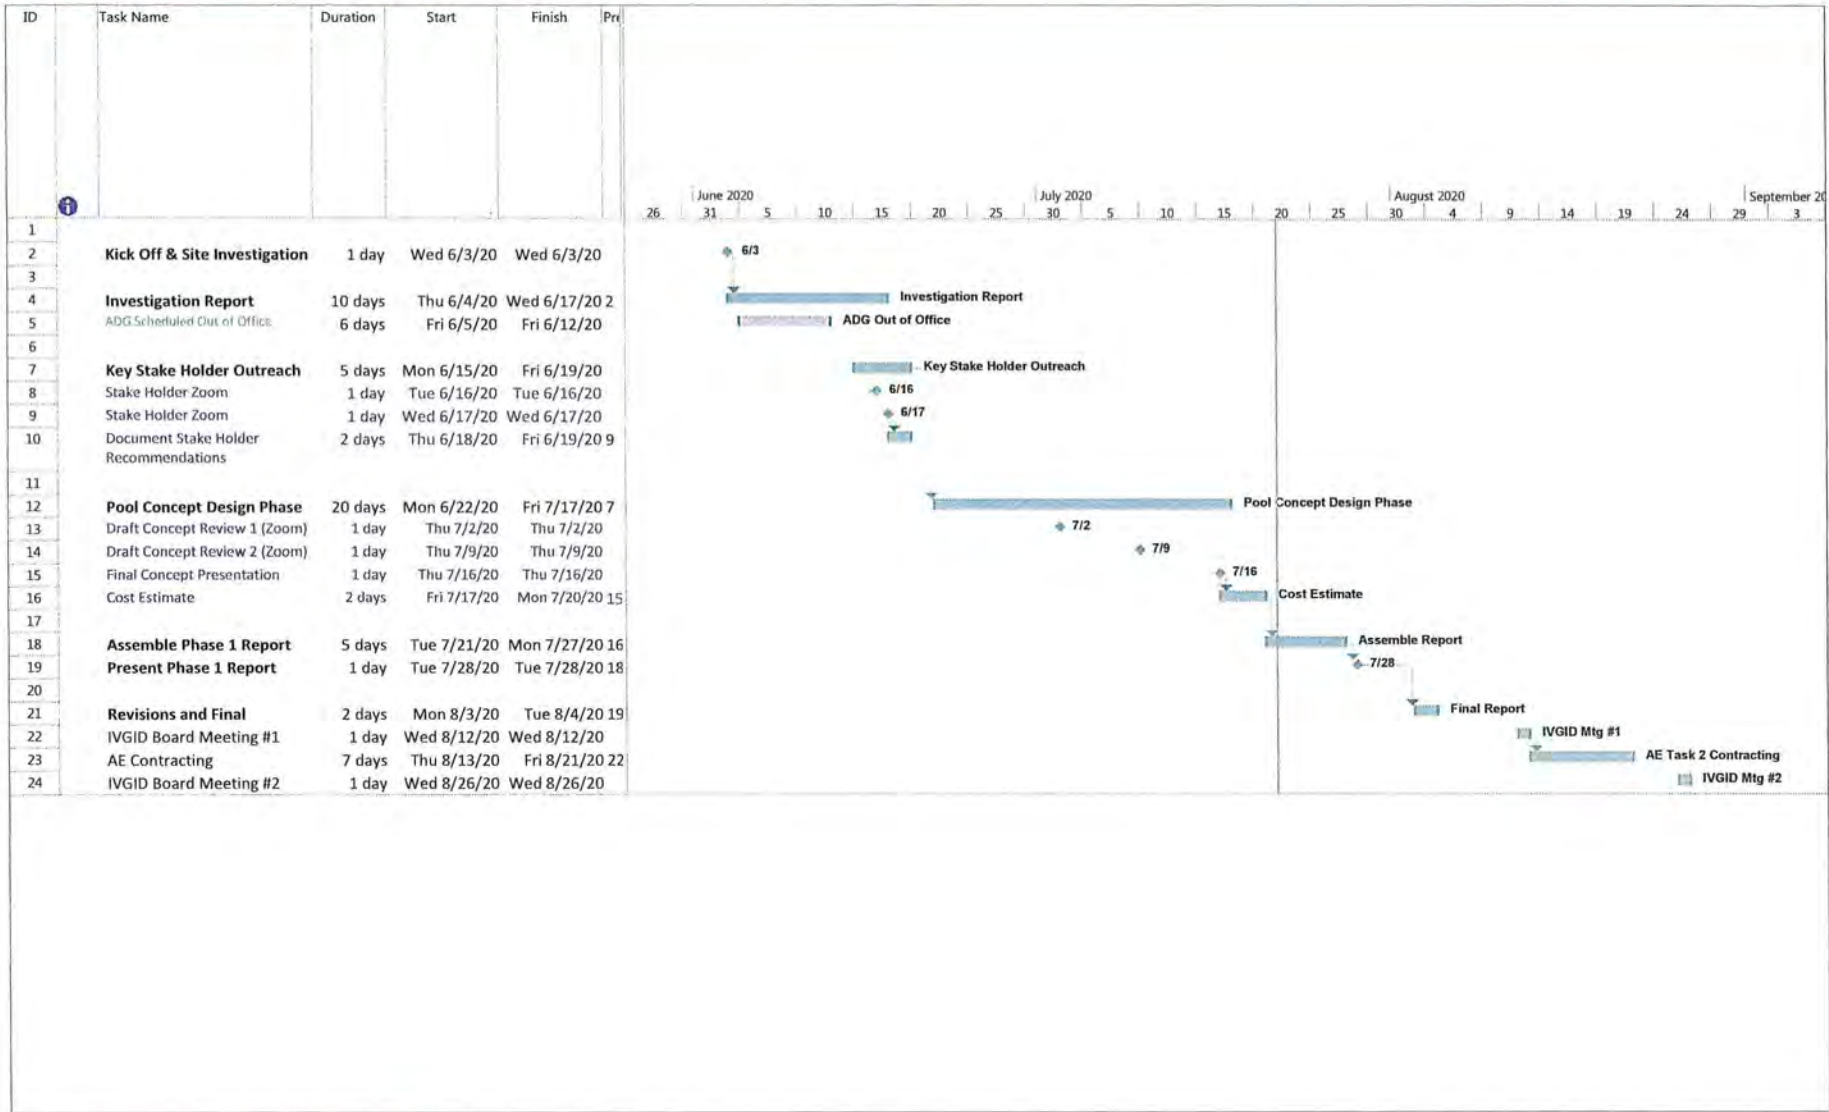 ID Task Name Duration Start Finish Pre
June 2020 July 2020 August 2020 September 20
26 31 5 10 15 20 25 30 5 10 15 20 25 30 4 9 14 19 24 29 3
1
2 Kick Off & Site Investigation 1 day Wed 6/3/20 Wed 6/3/20 6/3
3
4 Investigation Report 10 days Thu 6/4/20 Wed 6/17/20 2 Investigation Report
5 ADG Scheduled Out of Office 6 days Fri 6/5/20 Fri 6/12/20 ADG Out of Office
6
7 Key Stake Holder Outreach 5 days Mon 6/15/20 Fri 6/19/20 Key Stake Holder Outreach
8 Stake Holder Zoom 1 day Tue 6/16/20 Tue 6/16/20 6/16
9 Stake Holder Zoom 1 day Wed 6/17/20 Wed 6/17/20 6/17
10 Document Stake Holder 2 days Thu 6/18/20 Fri 6/19/20 9
Recommendations
11
12 Pool Concept Design Phase 20 days Mon 6/22/20 Fri 7/17/20 7 Pool Concept Design Phase
13 Draft Concept Review 1 (Zoom) 1 day Thu 7/2/20 Thu 7/2/20 7/2
14 Draft Concept Review 2 (Zoom) 1 day Thu 7/9/20 Thu 7/9/20 7/9
15 Final Concept Presentation 1 day Thu 7/16/20 Thu 7/16/20 7/16
16 Cost Estimate 2 days Fri 7/17/20 Mon 7/20/20 15 Cost Estimate
17
18 Assemble Phase 1 Report 5 days Tue 7/21/20 Mon 7/27/20 16 Assemble Report
19 Present Phase 1 Report 1 day Tue 7/28/20 Tue 7/28/20 18 7/28
20
21 Revisions and Final 2 days Mon 8/3/20 Tue 8/4/20 19 Final Report
22 IVGID Board Meeting #1 1 day Wed 8/12/20 Wed 8/12/20 IVGID Mtg #1
23 AE Contracting 7 days Thu 8/13/20 Fri 8/21/20 22 AE Task 2 Contracting
24 IVGID Board Meeting #2 1 day Wed 8/26/20 Wed 8/26/20 IVGID Mtg #2